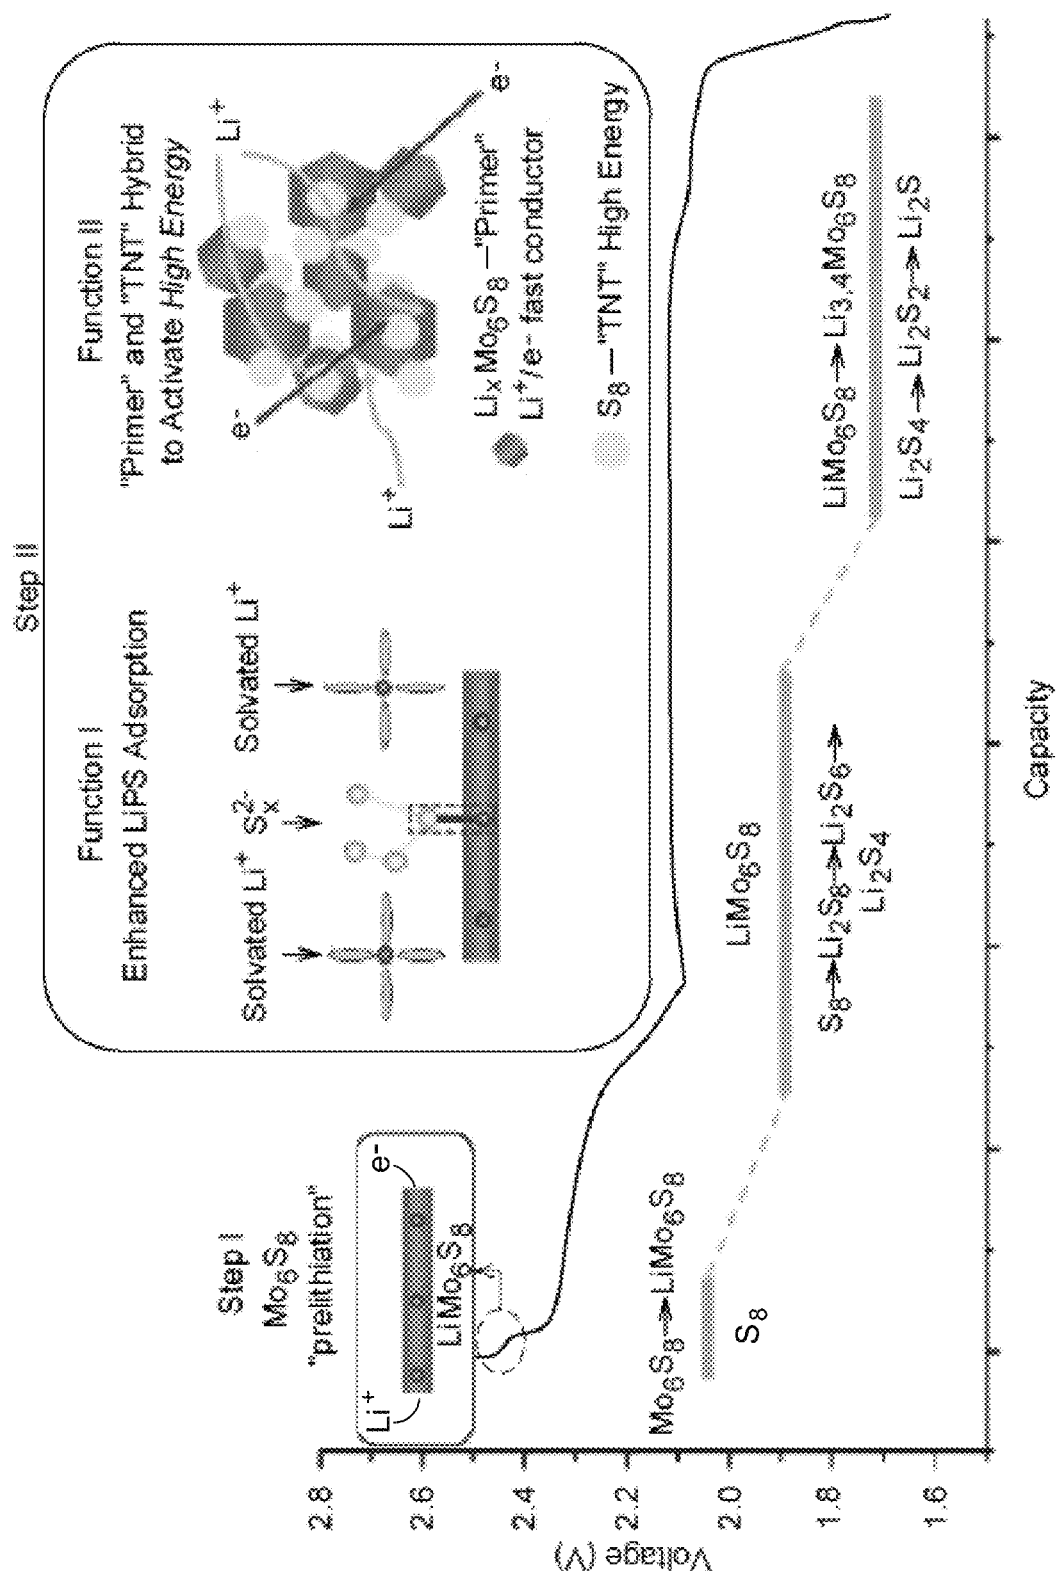 Step II
Function I
Enhanced LiPS Adsorption
Solvated Li⁺
Sₓ²⁻
Solvated Li⁺
Function II
"Primer" and "TNT" Hybrid
to Activate High Energy
Li⁺
e⁻
e⁻
Li⁺
LiₓMo₆S₈—"Primer"
Li⁺/e⁻ fast conductor
S₈—"TNT" High Energy
Step I
Mo₆S₈
"prelithiation"
Li⁺
e⁻
LiMo₆S₈
Mo₆S₈→LiMo₆S₈
S₈
LiMo₆S₈
S₈→Li₂S₈→Li₂S₆→
Li₂S₄
LiMo₆S₈→Li₃,₄Mo₆S₈
Li₂S₄→Li₂S₂→Li₂S
2.8
2.6
2.4
2.2
2.0
1.8
1.6
Voltage (V)
Capacity